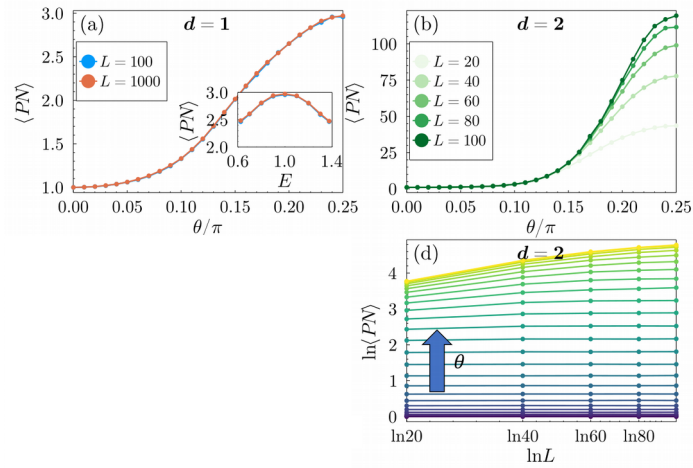 (a)
d = 1
3.0
2.5
2.0
1.5
1.0
⟨PN⟩
L = 100
L = 1000
⟨PN⟩
3.0
2.5
2.0
0.6 1.0 1.4
E
0.00 0.05 0.10 0.15 0.20 0.25
θ/π
(b)
d = 2
100
75
50
25
0
⟨PN⟩
L = 20
L = 40
L = 60
L = 80
L = 100
0.00 0.05 0.10 0.15 0.20 0.25
θ/π
(d)
d = 2
4
3
2
1
0
ln⟨PN⟩
θ
ln20 ln40 ln60 ln80
lnL